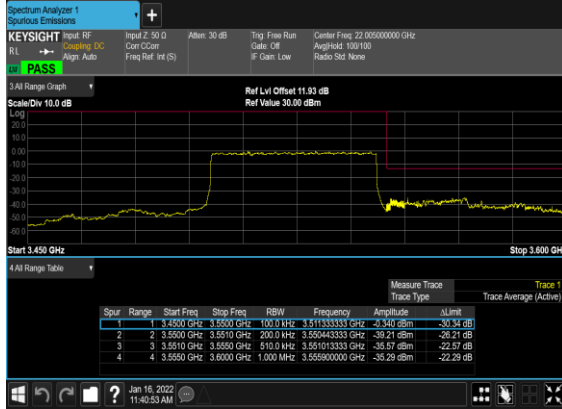 Spectrum Analyzer 1
Spurious Emissions
KEYSIGHT Input: RF Input Z: 50 Ω Atten: 30 dB Trig: Free Run Center Freq: 22.005000000 GHz
RL Coupling: DC Corr CCorr Gate: Off Avg|Hold: 100/100
Align: Auto Freq Ref: Int (S) IF Gain: Low Radio Std: None
PASS
3 All Range Graph
Ref Lvl Offset 11.93 dB
Scale/Div 10.0 dB Ref Value 30.00 dBm
Log
20.0
10.0
0.00
-10.0
-20.0
-30.0
-40.0
-50.0
-60.0
Start 3.450 GHz Stop 3.600 GH
4 All Range Table
Measure Trace Trace 1
Trace Type Trace Average (Active)
Spur Range Start Freq Stop Freq RBW Frequency Amplitude ΔLimit
1 1 3.4500 GHz 3.5500 GHz 100.0 kHz 3.511333333 GHz -0.340 dBm -30.34 dB
2 2 3.5500 GHz 3.5510 GHz 200.0 kHz 3.550443333 GHz -39.21 dBm -26.21 dB
3 3 3.5510 GHz 3.5550 GHz 510.0 kHz 3.551013333 GHz -35.57 dBm -22.57 dB
4 4 3.5550 GHz 3.6000 GHz 1.000 MHz 3.555900000 GHz -35.29 dBm -22.29 dB
Jan 16, 2022
11:40:53 AM